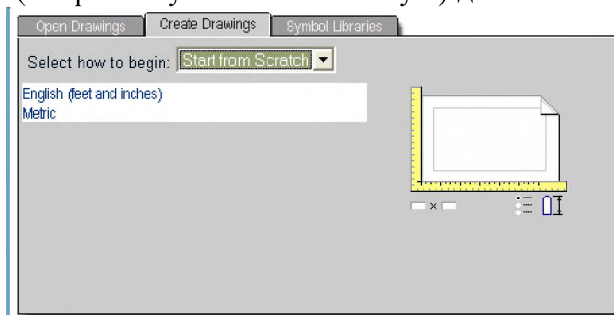 Open Drawings Create Drawings Symbol Libraries
Select how to begin: Start from Scratch
English (feet and inches)
Metric